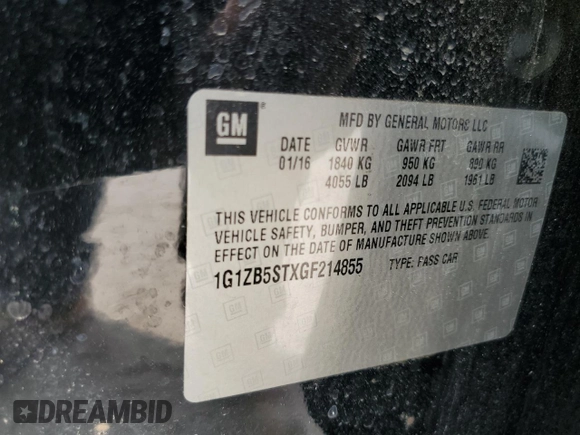 GM ® MFD BY GENERAL MOTORS LLC
DATE GVWR GAWR FRT GAWR RR
01/16 1840 KG 950 KG 890 KG
4055 LB 2094 LB 1961 LB
THIS VEHICLE CONFORMS TO ALL APPLICABLE U.S. FEDERAL MOTOR
VEHICLE SAFETY, BUMPER, AND THEFT PREVENTION STANDARDS IN
EFFECT ON THE DATE OF MANUFACTURE SHOWN ABOVE.
1G1ZB5STXGF214855 TYPE: PASS CAR
DREAMBID